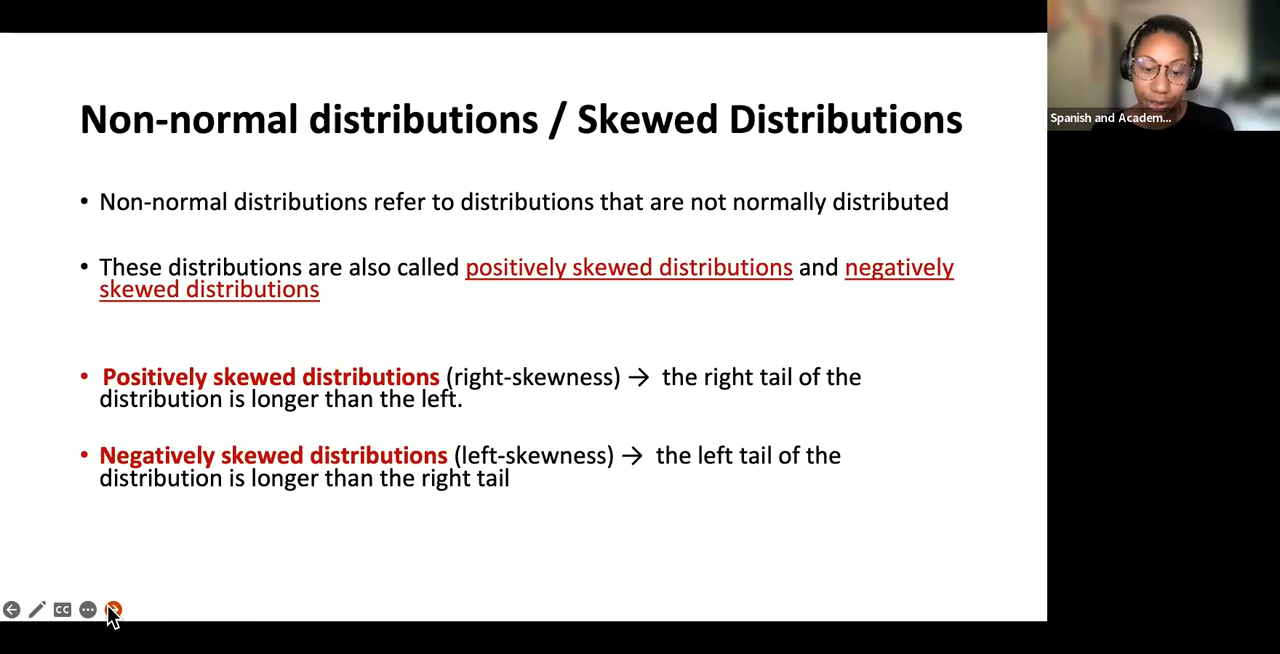 Non-normal distributions / Skewed Distributions
• Non-normal distributions refer to distributions that are not normally distributed
• These distributions are also called positively skewed distributions and negatively
skewed distributions
• Positively skewed distributions (right-skewness) → the right tail of the
distribution is longer than the left.
• Negatively skewed distributions (left-skewness) → the left tail of the
distribution is longer than the right tail
CC
Spanish and Academ...